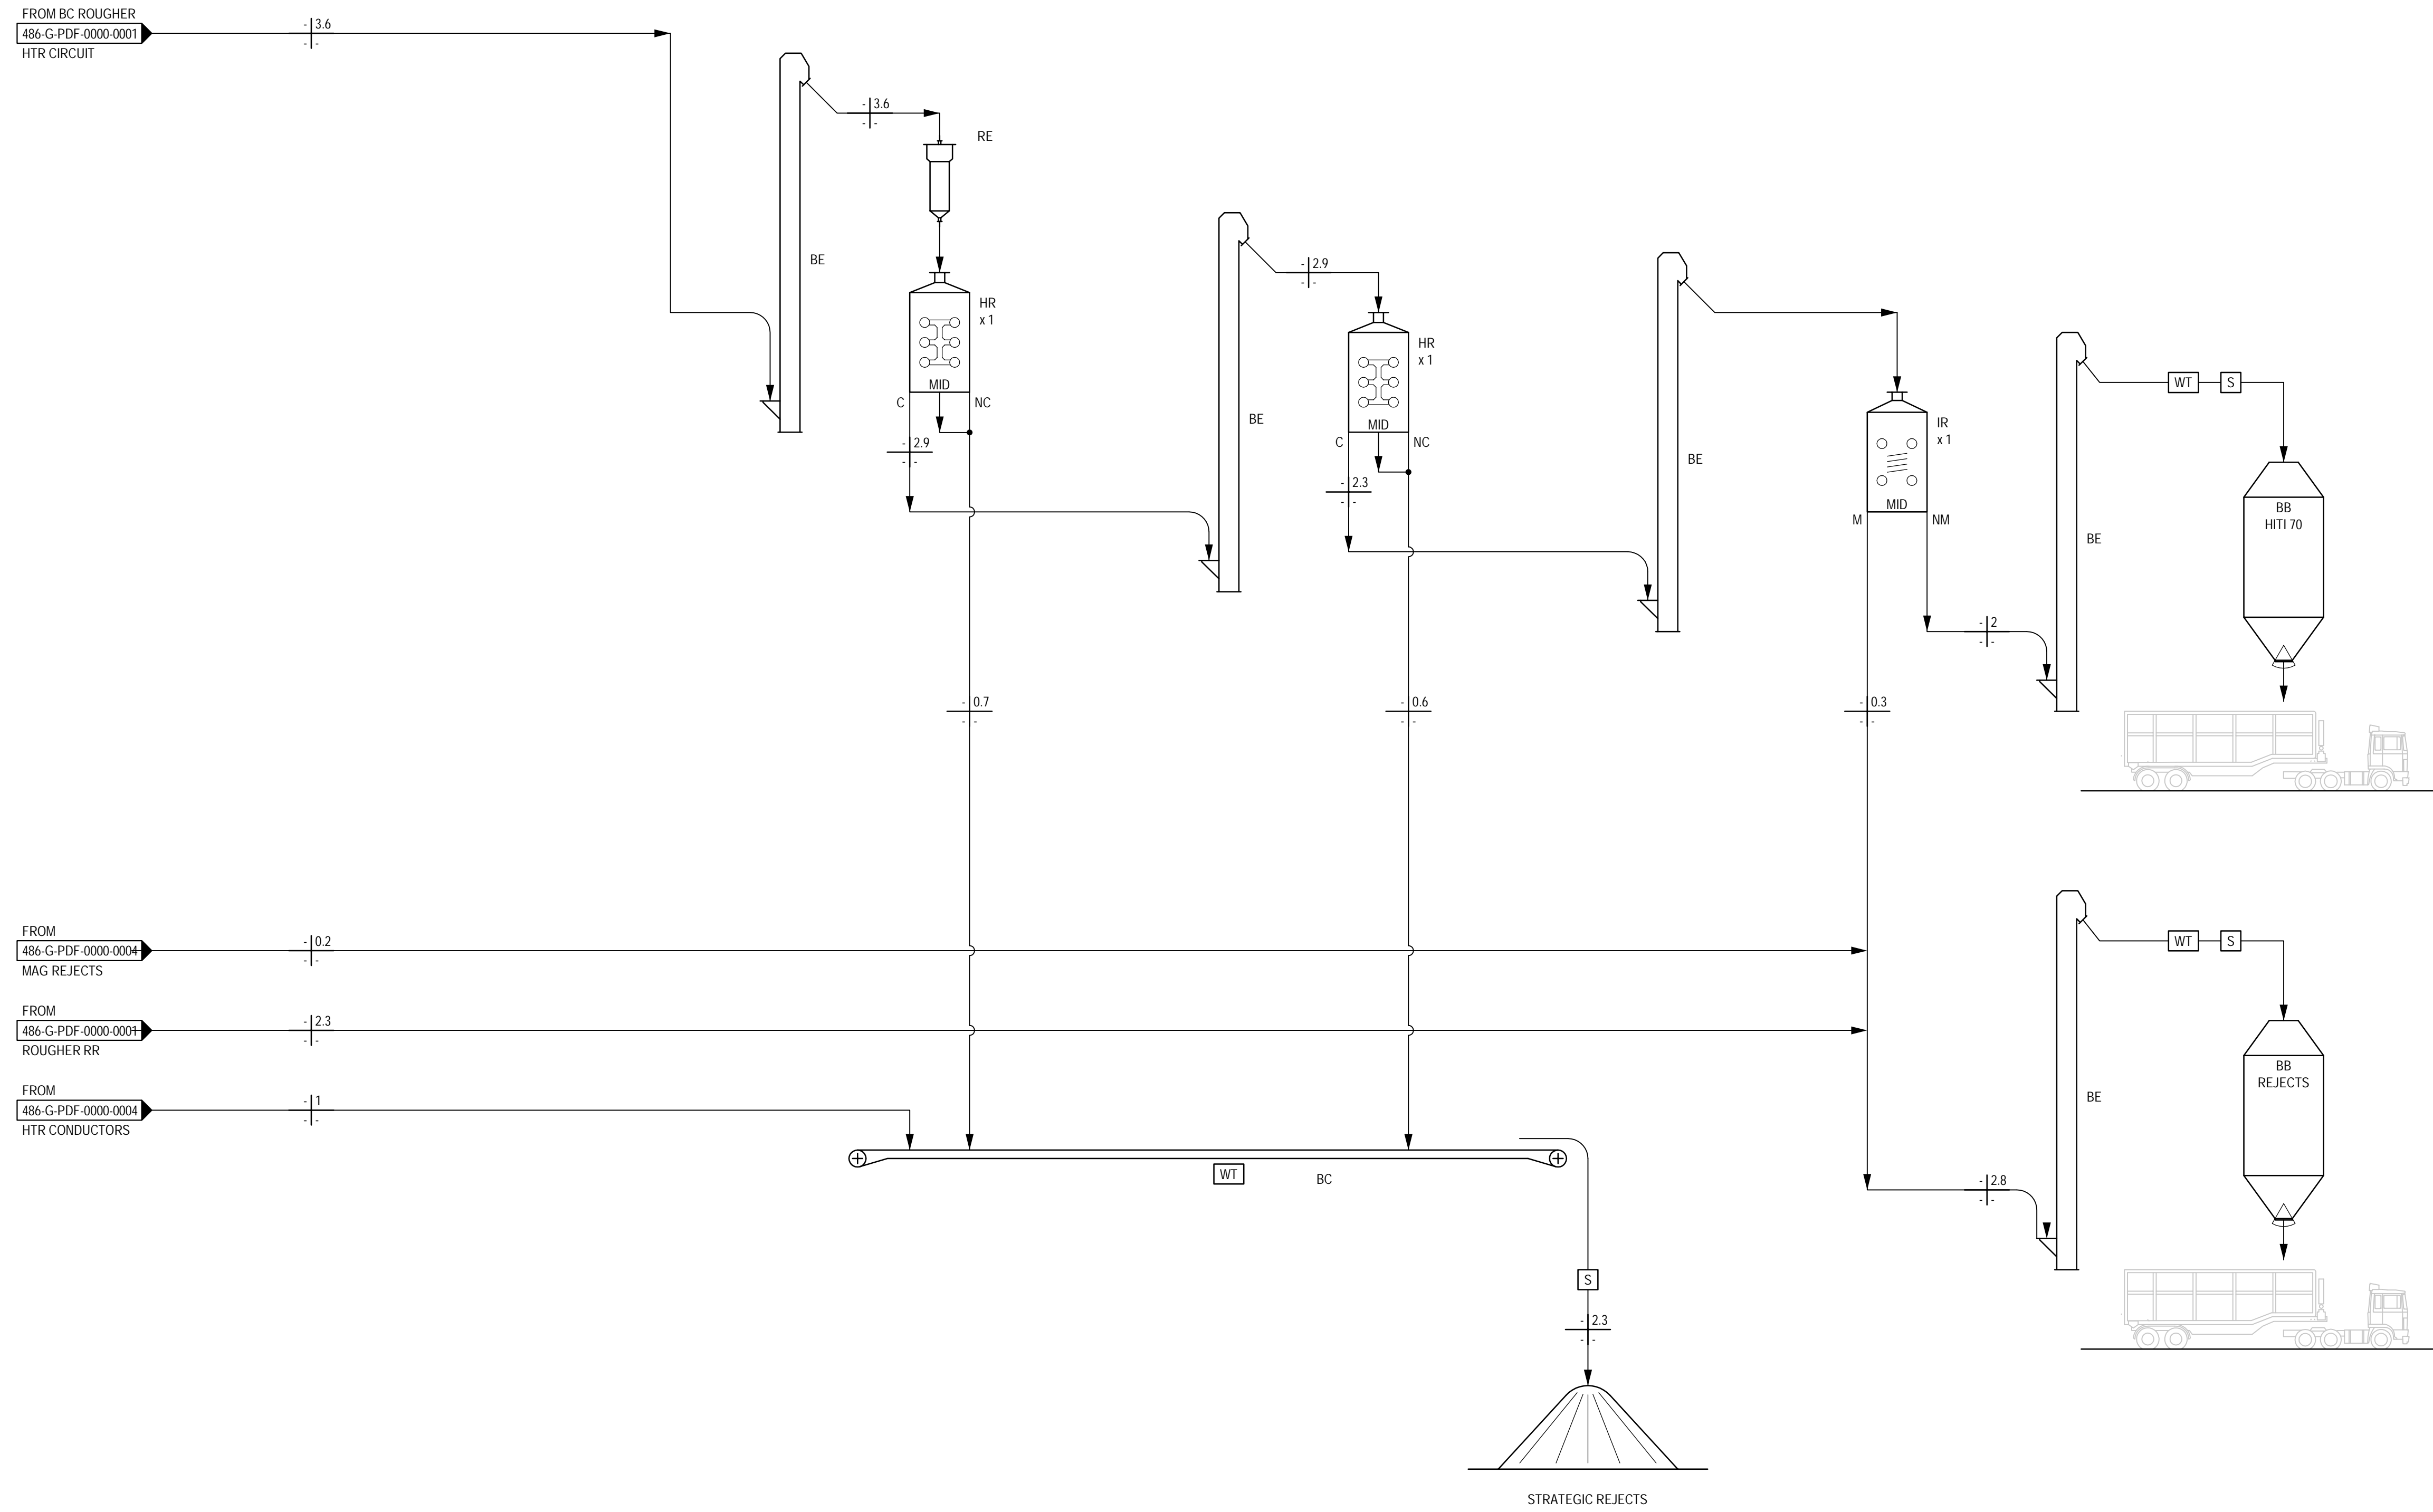 FROM BC ROUGHER
486-G-PDF-0000-0001
HTR CIRCUIT
- 3.6
- -
- 3.6
- -
RE
BE
HR
x 1
MID
C
NC
- 2.9
- -
- 2.9
- -
BE
HR
x 1
MID
C
NC
- 2.3
- -
BE
IR
x 1
MID
M
NM
- 2
- -
BE
WT
S
BB
HITI 70
- 0.7
- -
- 0.6
- -
- 0.3
- -
FROM
486-G-PDF-0000-0004
MAG REJECTS
- 0.2
- -
FROM
486-G-PDF-0000-0001
ROUGHER RR
- 2.3
- -
FROM
486-G-PDF-0000-0004
HTR CONDUCTORS
- 1
- -
WT
BC
- 2.8
- -
BE
WT
S
BB
REJECTS
S
- 2.3
- -
STRATEGIC REJECTS